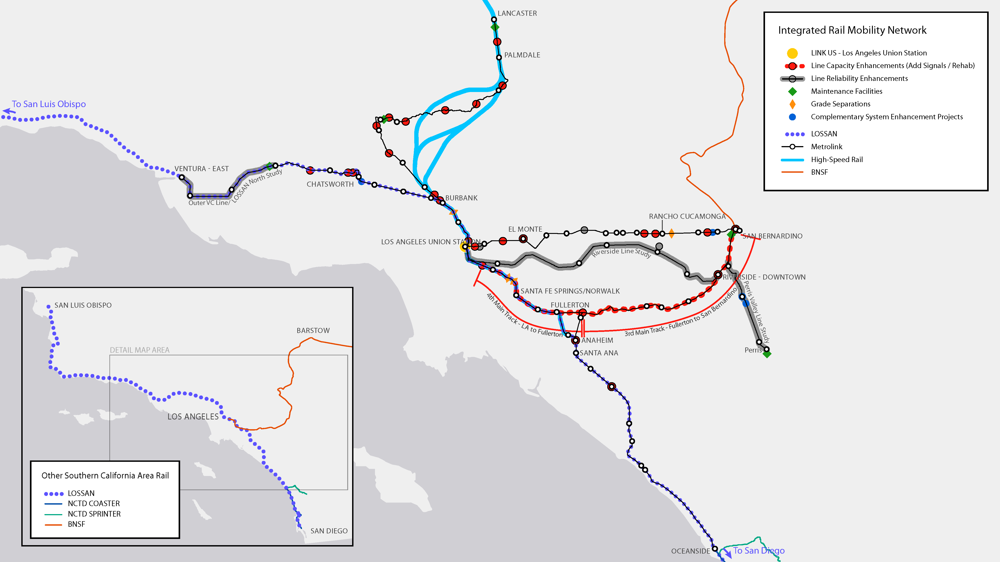 LANCASTER
PALMDALE
Integrated Rail Mobility Network
LINK US - Los Angeles Union Station
Line Capacity Enhancements (Add Signals / Rehab)
Line Reliability Enhancements
Maintenance Facilities
Grade Separations
Complementary System Enhancement Projects
LOSSAN
Metrolink
High-Speed Rail
BNSF
To San Luis Obispo
VENTURA - EAST
Outer VC Line/
LOSSAN North Study
CHATSWORTH
BURBANK
RANCHO CUCAMONGA
EL MONTE
LOS ANGELES UNION STATION
SAN BERNARDINO
Riverside Line Study
RIVERSIDE - DOWNTOWN
Perris Valley Line Study
SANTA FE SPRINGS/NORWALK
FULLERTON
4th Main Track - LA to Fullerton
3rd Main Track - Fullerton to San Bernardino
ANAHEIM
SANTA ANA
Perris
OCEANSIDE
To San Diego
SAN LUIS OBISPO
BARSTOW
DETAIL MAP AREA
LOS ANGELES
SAN DIEGO
Other Southern California Area Rail
LOSSAN
NCTD COASTER
NCTD SPRINTER
BNSF